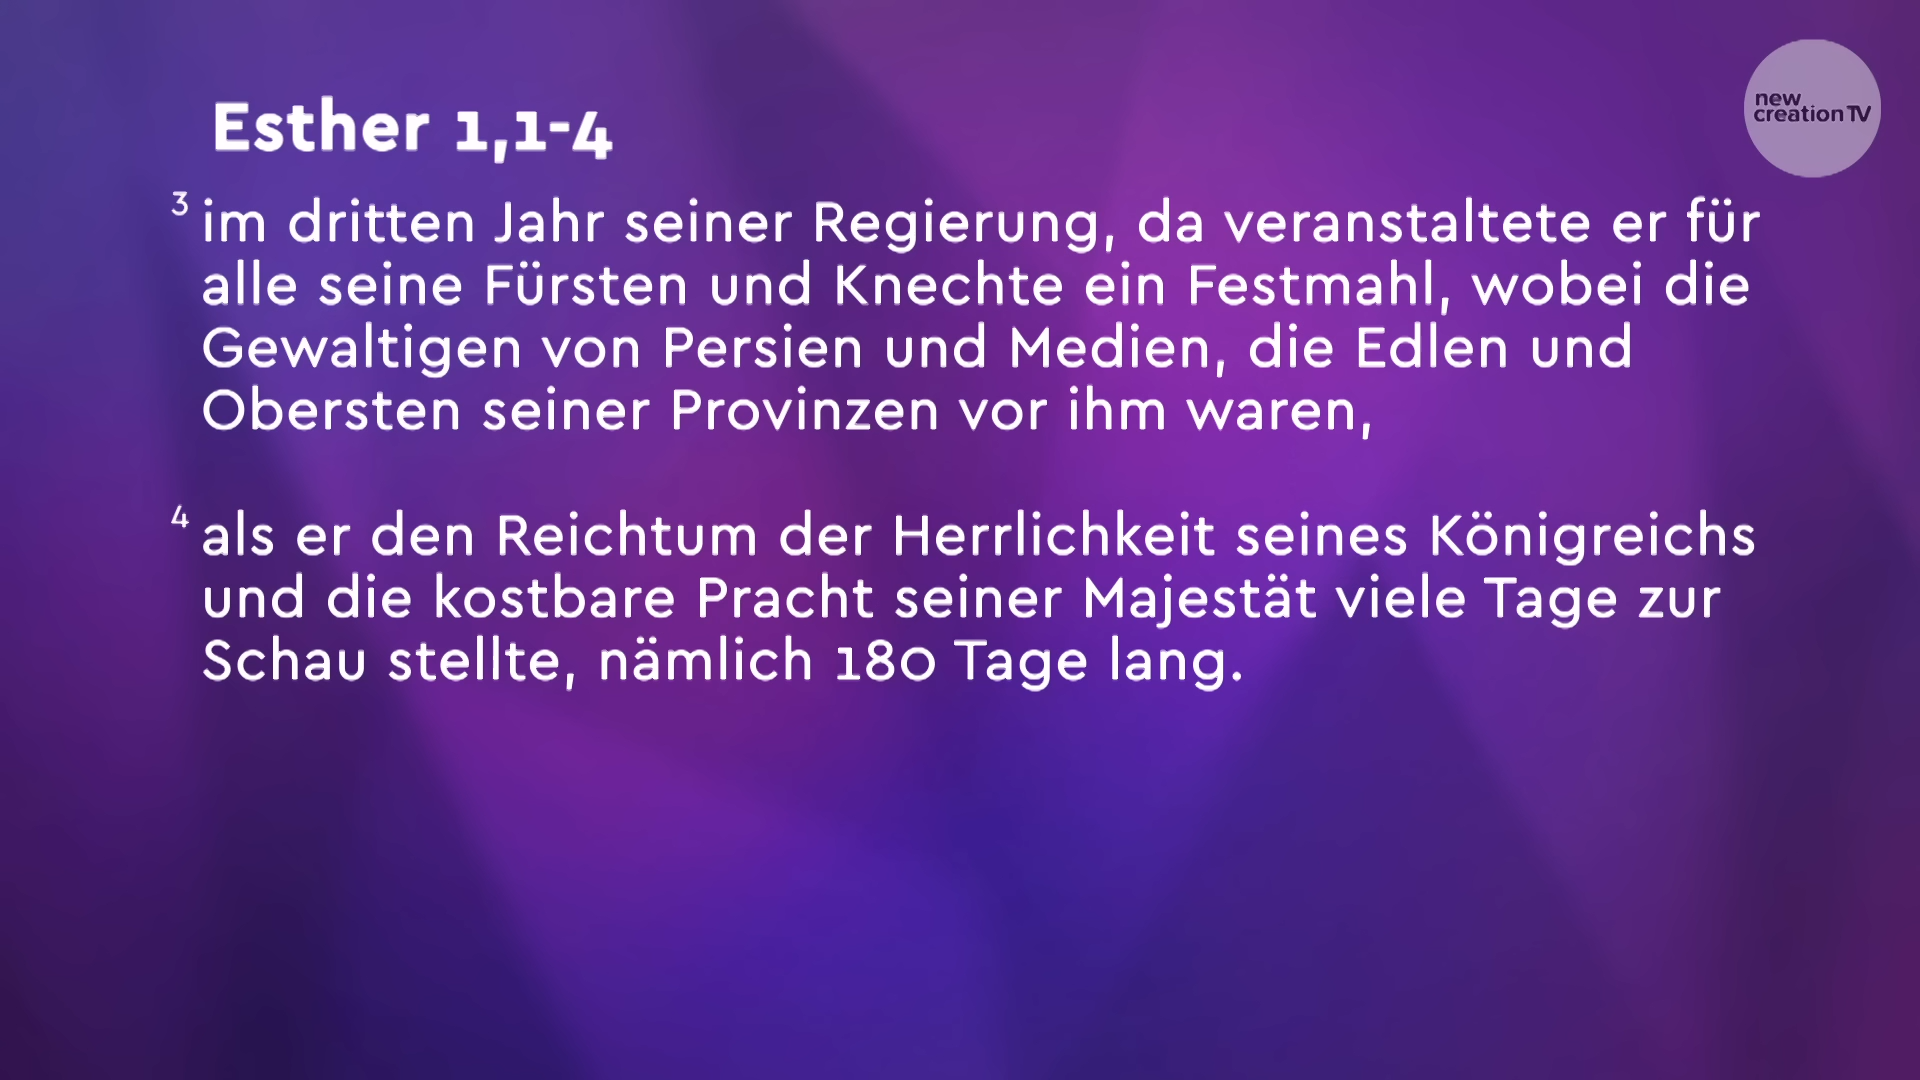 new
creation TV
Esther 1,1-4
3 im dritten Jahr seiner Regierung, da veranstaltete er für
alle seine Fürsten und Knechte ein Festmahl, wobei die
Gewaltigen von Persien und Medien, die Edlen und
Obersten seiner Provinzen vor ihm waren,
4 als er den Reichtum der Herrlichkeit seines Königreichs
und die kostbare Pracht seiner Majestät viele Tage zur
Schau stellte, nämlich 180 Tage lang.